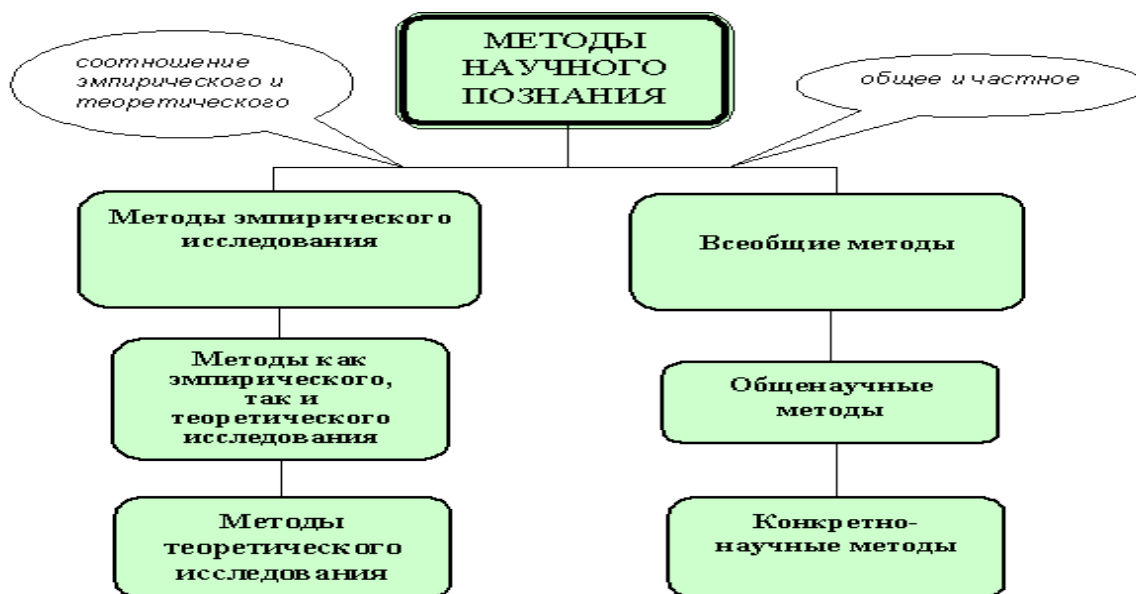 МЕТОДЫ
НАУЧНОГО
ПОЗНАНИЯ
соотношение
эмпирического и
теоретического
общее и частное
Методы эмпирического
исследования
Всеобщие методы
Методы как
эмпирического,
так и
теоретического
исследования
Общенаучные
методы
Методы
теоретического
исследования
Конкретно-
научные методы